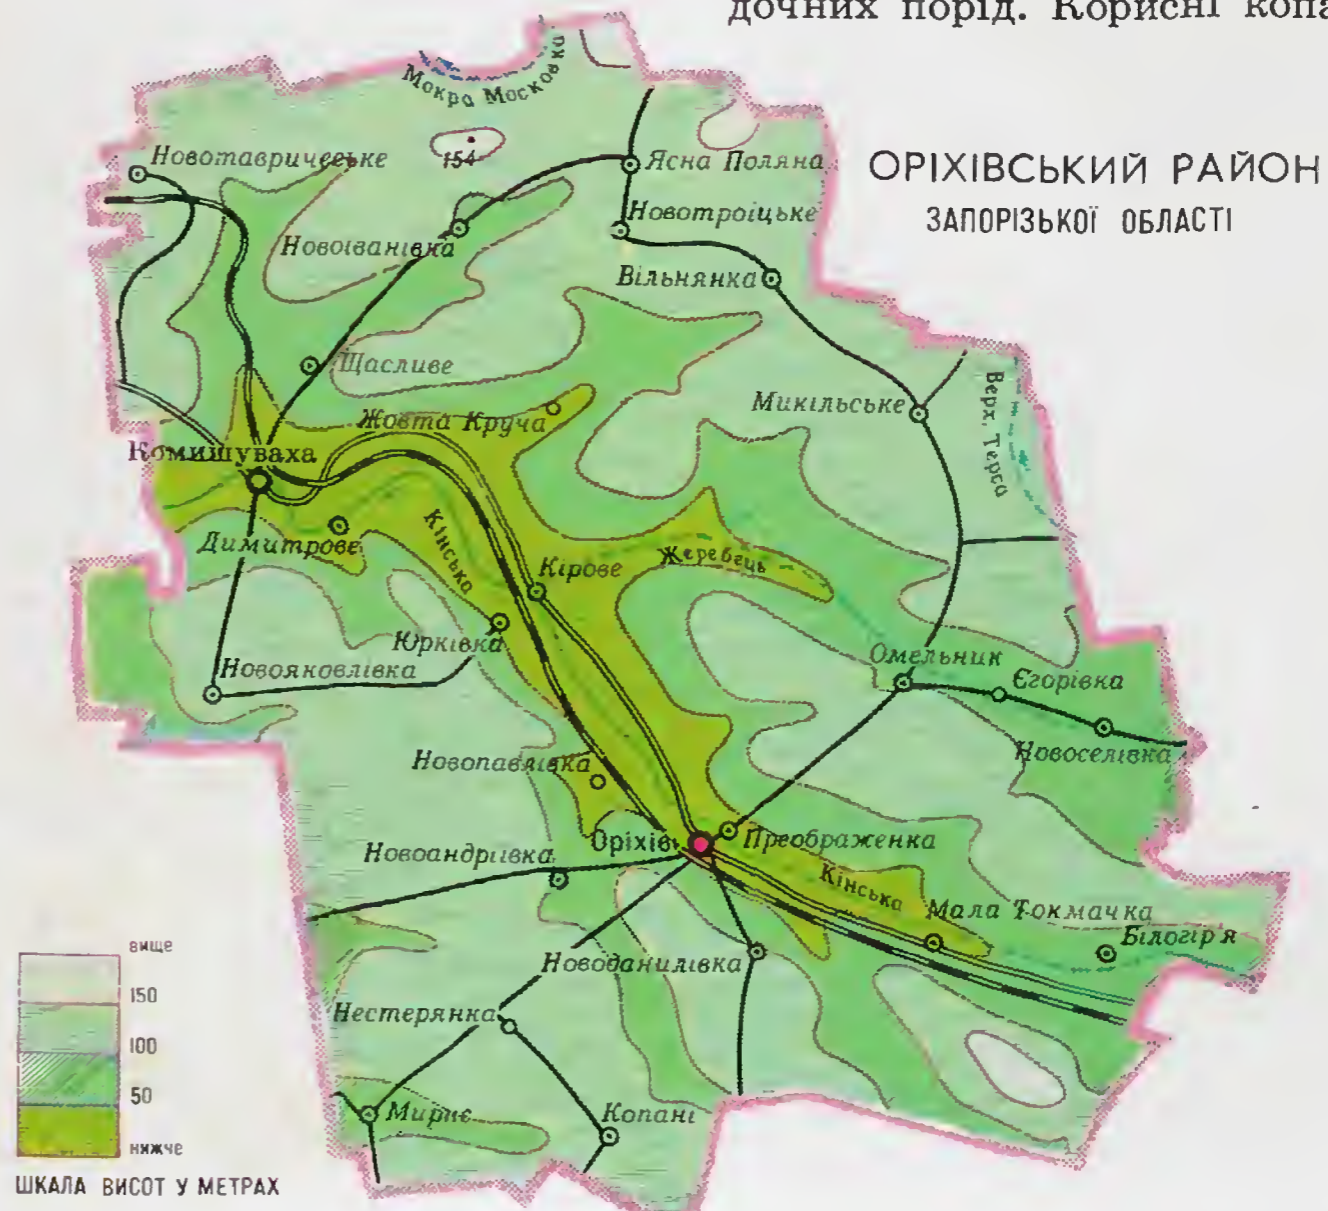 дочних порід. Корисні копа
ОРІХІВСЬКИЙ РАЙОН
ЗАПОРІЗЬКОЇ ОБЛАСТІ
Мокра Московка
Новотавричеське
154
Ясна Поляна
Новотроїцьке
Новоіванівка
Вільнянка
Щасливе
Верх. Терса
Микільське
Жовта Круча
Комишуваха
Димитрове
Кінська
Жеребець
Кірове
Юрківка
Новояковлівка
Омельник
Єгорівка
Новоселівка
Новопавлівка
Оріхів
Преображенка
Новоандріївка
Кінська
Мала Токмачка
Білогір'я
Новоданилівка
Нестерянка
Мирне
Копані
вище
150
100
50
нижче
ШКАЛА ВИСОТ У МЕТРАХ